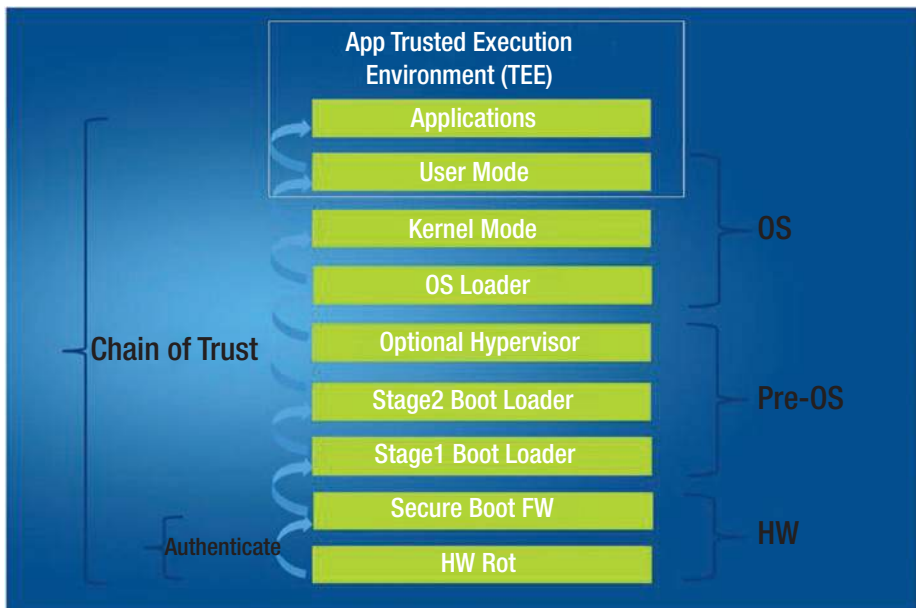 App Trusted Execution
Environment (TEE)
Applications
User Mode
Kernel Mode
OS
OS Loader
Optional Hypervisor
Chain of Trust
Stage2 Boot Loader
Pre-OS
Stage1 Boot Loader
Secure Boot FW
HW
Authenticate
HW Rot